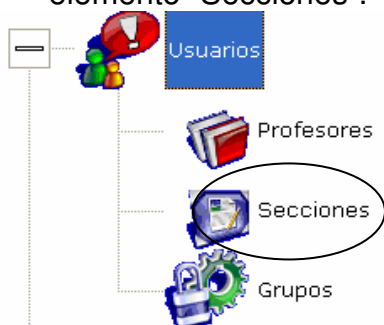 elemento "Secciones".
Usuarios
Profesores
Secciones
Grupos